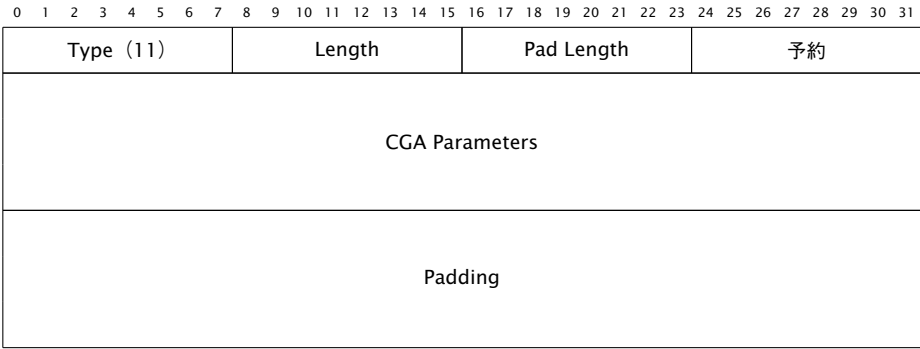 0 1 2 3 4 5 6 7 8 9 10 11 12 13 14 15 16 17 18 19 20 21 22 23 24 25 26 27 28 29 30 31
Type（11） Length Pad Length 予約
CGA Parameters
Padding